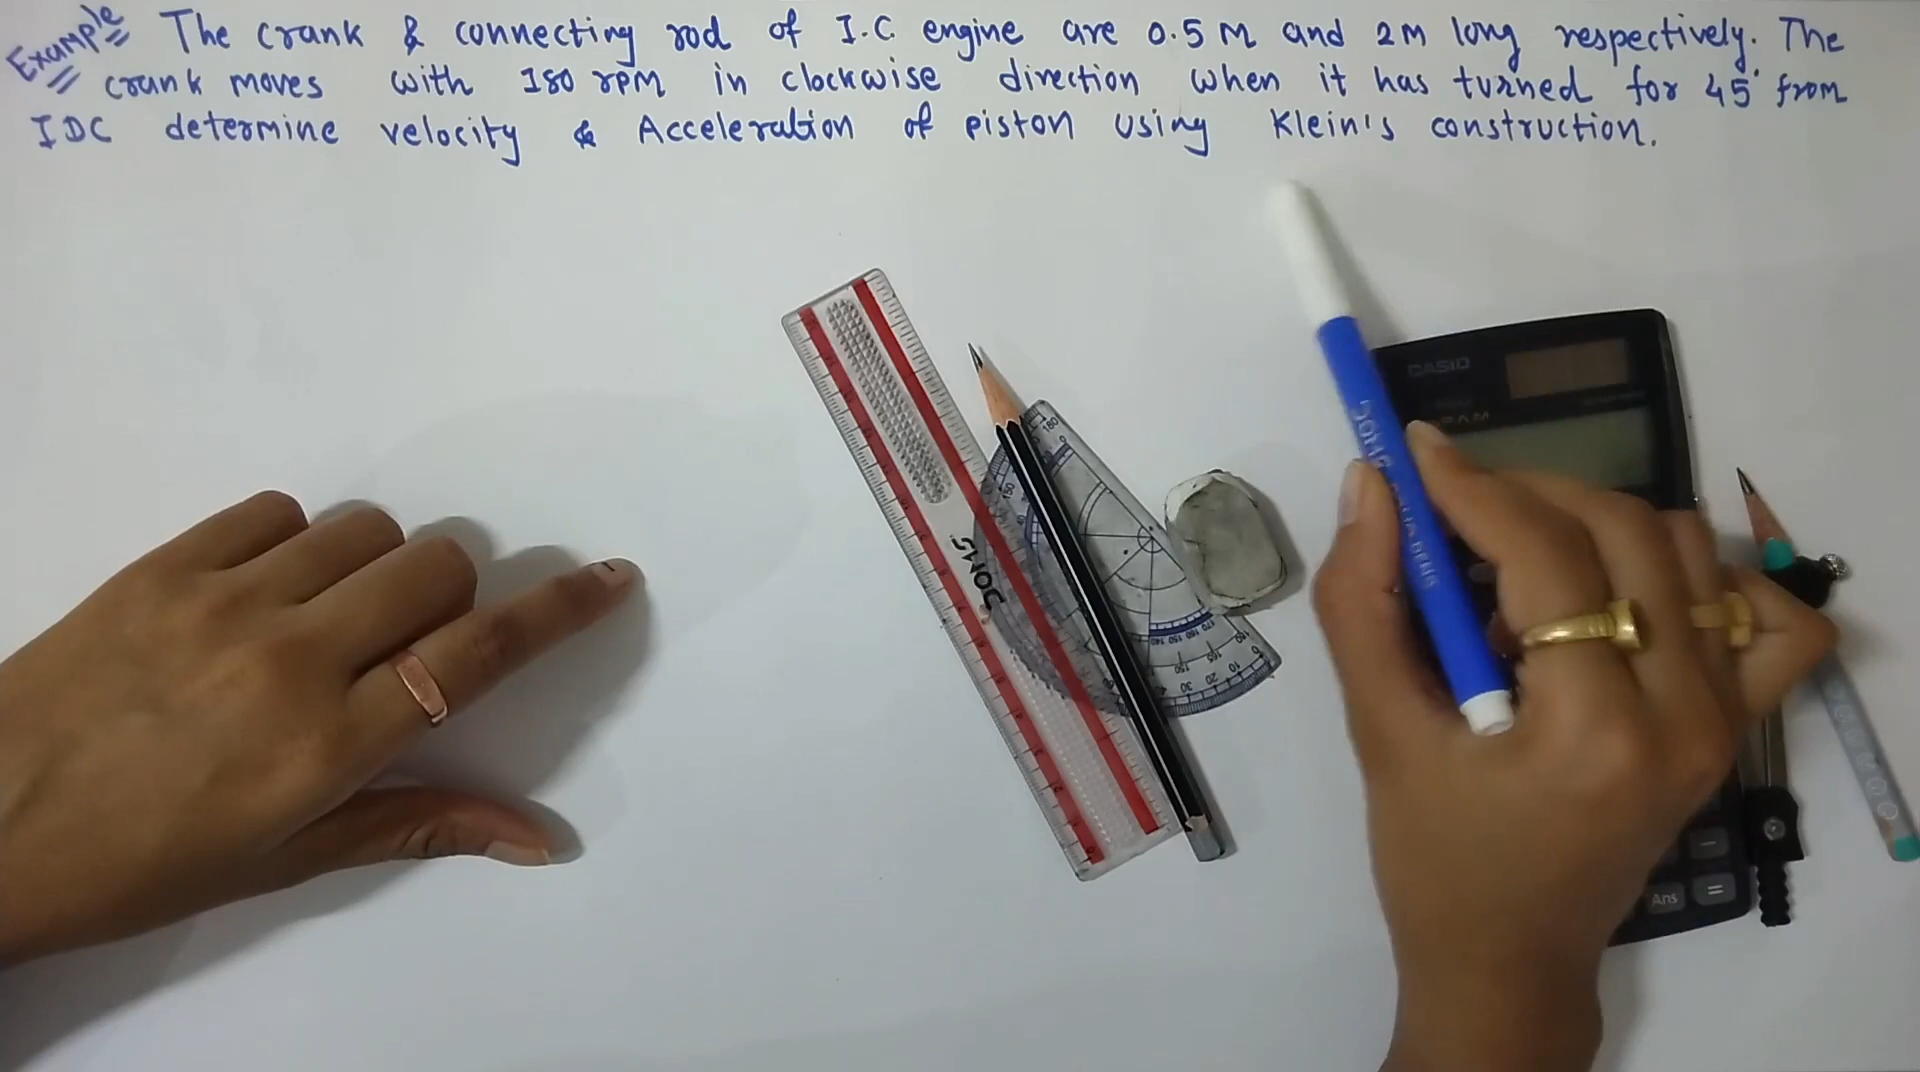 Example
The crank & connecting rod of I.C. engine are 0.5 M and 2M long respectively. The
crank moves with 180 rpm in clockwise direction when it has turned for 45° from
IDC determine velocity & Acceleration of piston using Klein's construction.
DOMS
CASIO
Ans
=